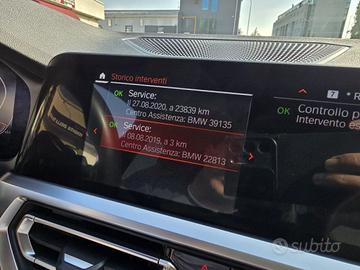 Storico interventi
OK Service:
Il 27.08.2020, a 23839 km
Centro Assistenza: BMW 39135
OK Service:
Il 08.08.2019, a 3 km
Centro Assistenza: BMW 22813
7
OK Controllo
Intervento
subito